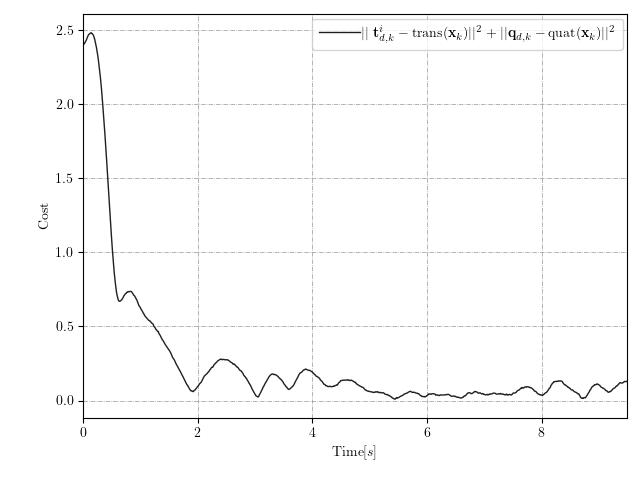 || t^i_{d,k} − trans(x_k)||² + ||q_{d,k} − quat(x_k)||²
2.5
2.0
1.5
1.0
0.5
0.0
Cost
0 2 4 6 8
Time[s]